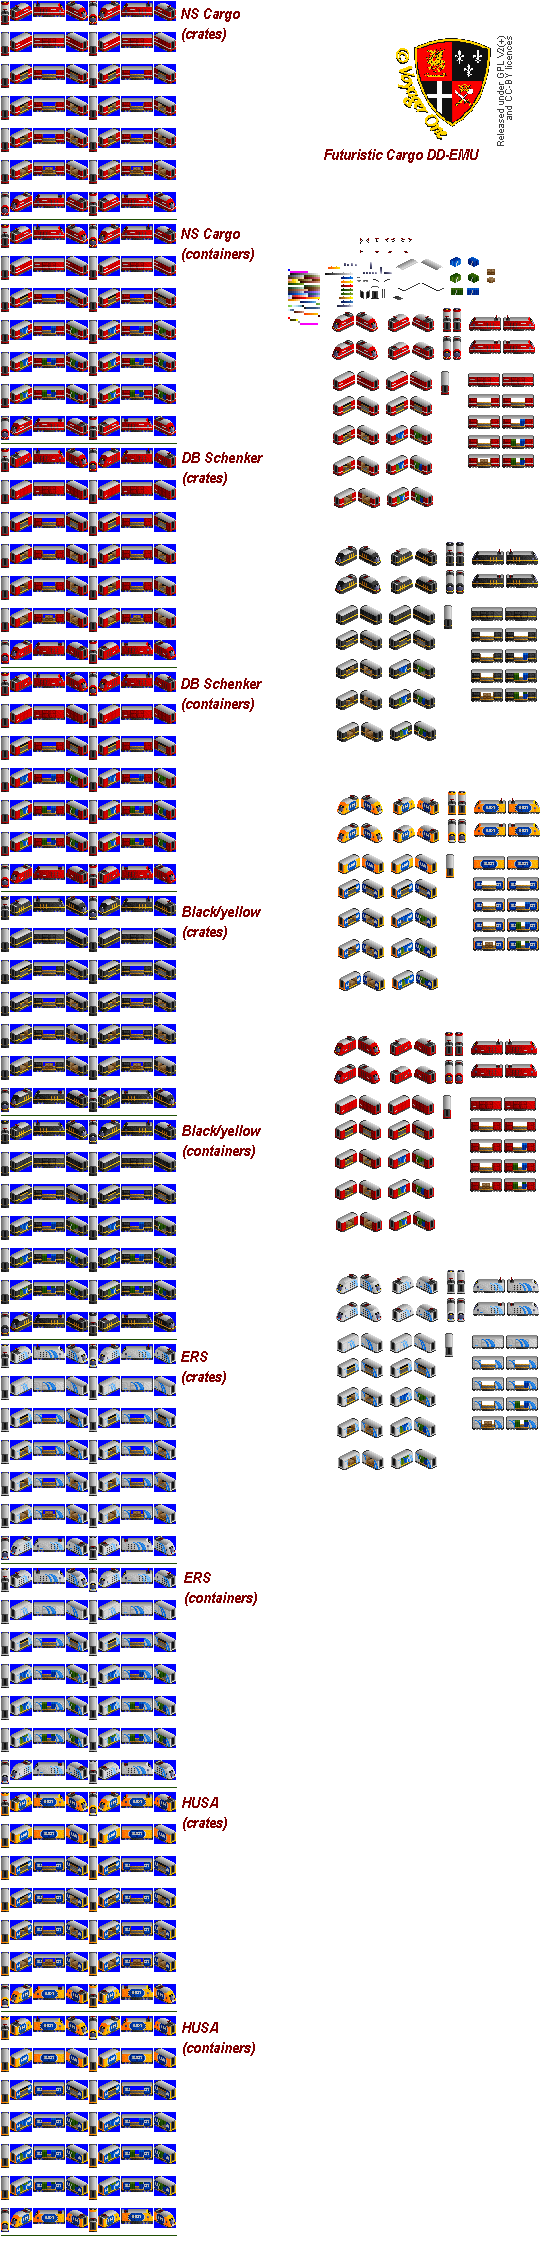 NS Cargo
(crates)
© Voyager One
Released under GPL V2(+)
and CC-BY licences
Futuristic Cargo DD-EMU
NS Cargo
(containers)
DB Schenker
(crates)
DB Schenker
(containers)
Black/yellow
(crates)
Black/yellow
(containers)
ERS
(crates)
ERS
(containers)
HUSA
(crates)
HUSA
(containers)